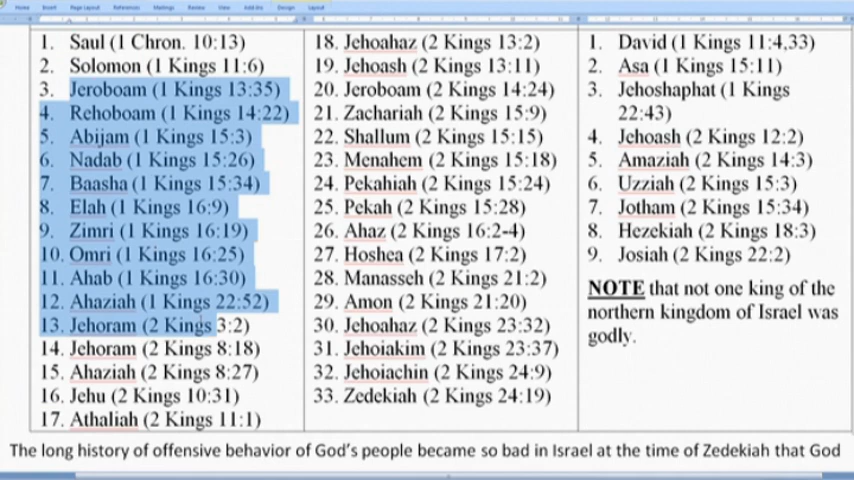 Home Insert Page Layout References Mailings Review View Add-Ins Design Layout
1. Saul (1 Chron. 10:13)
2. Solomon (1 Kings 11:6)
3. Jeroboam (1 Kings 13:35)
4. Rehoboam (1 Kings 14:22)
5. Abijam (1 Kings 15:3)
6. Nadab (1 Kings 15:26)
7. Baasha (1 Kings 15:34)
8. Elah (1 Kings 16:9)
9. Zimri (1 Kings 16:19)
10. Omri (1 Kings 16:25)
11. Ahab (1 Kings 16:30)
12. Ahaziah (1 Kings 22:52)
13. Jehoram (2 Kings 3:2)
14. Jehoram (2 Kings 8:18)
15. Ahaziah (2 Kings 8:27)
16. Jehu (2 Kings 10:31)
17. Athaliah (2 Kings 11:1)
18. Jehoahaz (2 Kings 13:2)
19. Jehoash (2 Kings 13:11)
20. Jeroboam (2 Kings 14:24)
21. Zachariah (2 Kings 15:9)
22. Shallum (2 Kings 15:15)
23. Menahem (2 Kings 15:18)
24. Pekahiah (2 Kings 15:24)
25. Pekah (2 Kings 15:28)
26. Ahaz (2 Kings 16:2-4)
27. Hoshea (2 Kings 17:2)
28. Manasseh (2 Kings 21:2)
29. Amon (2 Kings 21:20)
30. Jehoahaz (2 Kings 23:32)
31. Jehoiakim (2 Kings 23:37)
32. Jehoiachin (2 Kings 24:9)
33. Zedekiah (2 Kings 24:19)
1. David (1 Kings 11:4,33)
2. Asa (1 Kings 15:11)
3. Jehoshaphat (1 Kings
22:43)
4. Jehoash (2 Kings 12:2)
5. Amaziah (2 Kings 14:3)
6. Uzziah (2 Kings 15:3)
7. Jotham (2 Kings 15:34)
8. Hezekiah (2 Kings 18:3)
9. Josiah (2 Kings 22:2)
NOTE that not one king of the
northern kingdom of Israel was
godly.
The long history of offensive behavior of God's people became so bad in Israel at the time of Zedekiah that God